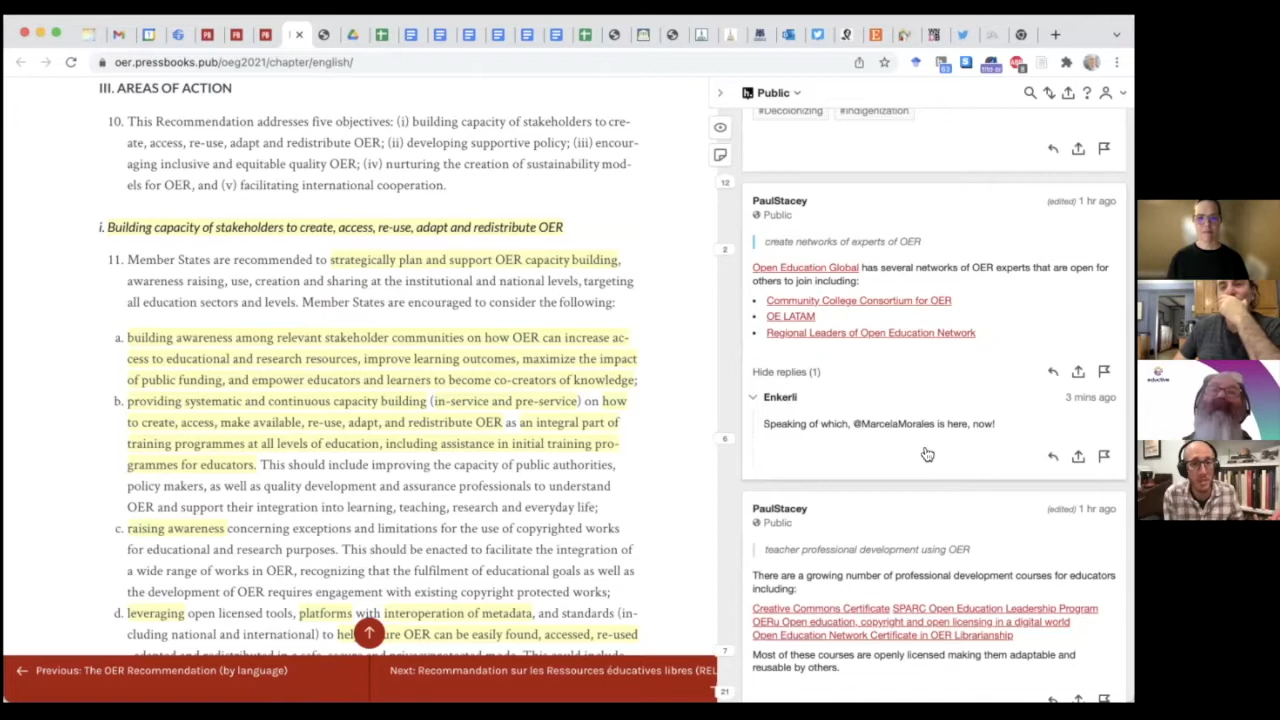 oer.pressbooks.pub/oeg2021/chapter/english/
III. AREAS OF ACTION
10. This Recommendation addresses five objectives: (i) building capacity of stakeholders to cre-
ate, access, re-use, adapt and redistribute OER; (ii) developing supportive policy; (iii) encour-
aging inclusive and equitable quality OER; (iv) nurturing the creation of sustainability mod-
els for OER, and (v) facilitating international cooperation.
i. Building capacity of stakeholders to create, access, re-use, adapt and redistribute OER
11. Member States are recommended to strategically plan and support OER capacity building,
awareness raising, use, creation and sharing at the institutional and national levels, targeting
all education sectors and levels. Member States are encouraged to consider the following:
a. building awareness among relevant stakeholder communities on how OER can increase ac-
cess to educational and research resources, improve learning outcomes, maximize the impact
of public funding, and empower educators and learners to become co-creators of knowledge;
b. providing systematic and continuous capacity building (in-service and pre-service) on how
to create, access, make available, re-use, adapt, and redistribute OER as an integral part of
training programmes at all levels of education, including assistance in initial training pro-
grammes for educators. This should include improving the capacity of public authorities,
policy makers, as well as quality development and assurance professionals to understand
OER and support their integration into learning, teaching, research and everyday life;
c. raising awareness concerning exceptions and limitations for the use of copyrighted works
for educational and research purposes. This should be enacted to facilitate the integration of
a wide range of works in OER, recognizing that the fulfilment of educational goals as well as
the development of OER requires engagement with existing copyright protected works;
d. leveraging open licensed tools, platforms with interoperation of metadata, and standards (in-
cluding national and international) to OER can be easily found, accessed, re-used
Previous: The OER Recommendation (by language)
Next: Recommandation sur les Ressources éducatives libres (REL
Public
#Decolonizing #Indigenization
12
PaulStacey (edited) 1 hr ago
Public
2
create networks of experts of OER
Open Education Global has several networks of OER experts that are open for
others to join including:
• Community College Consortium for OER
• OE LATAM
• Regional Leaders of Open Education Network
Hide replies (1)
Enkerli 3 mins ago
Speaking of which, @MarcelaMorales is here, now!
6
PaulStacey (edited) 1 hr ago
Public
teacher professional development using OER
There are a growing number of professional development courses for educators
including:
Creative Commons Certificate SPARC Open Education Leadership Program
OERu Open education, copyright and open licensing in a digital world
Open Education Network Certificate in OER Librarianship
7
Most of these courses are openly licensed making them adaptable and
reusable by others.
21
eductive